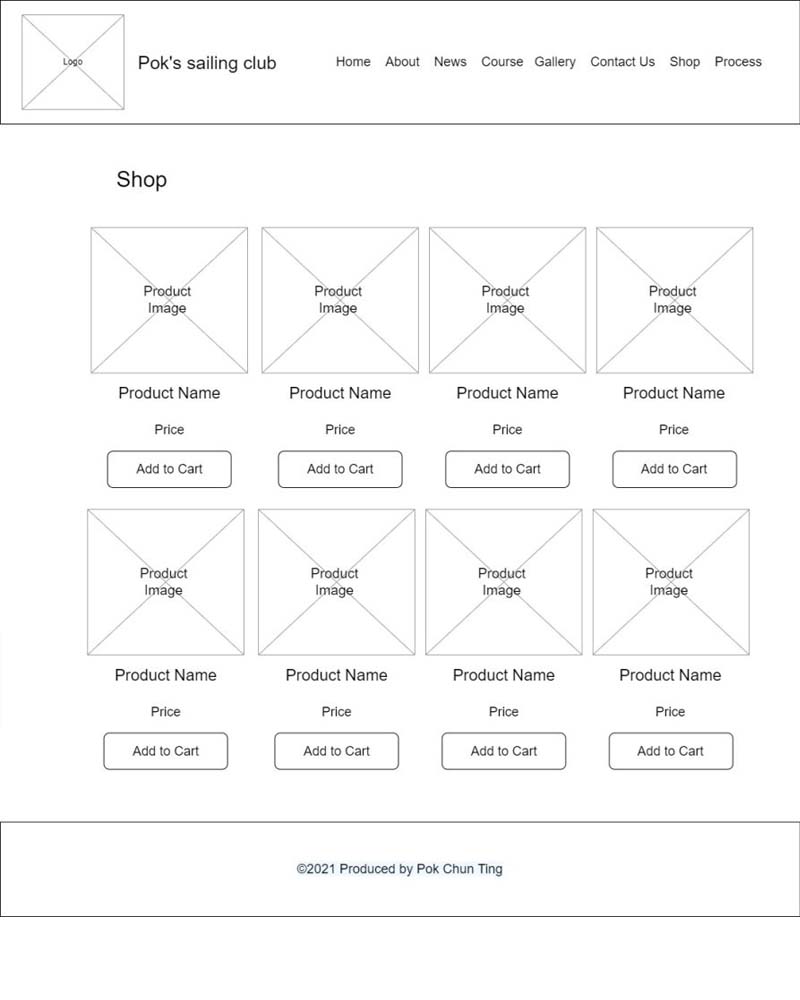 Logo
Pok's sailing club
Home About News Course Gallery Contact Us Shop Process
Shop
Product Product Product Product
Image Image Image Image
Product Name Product Name Product Name Product Name
Price Price Price Price
Add to Cart Add to Cart Add to Cart Add to Cart
Product Product Product Product
Image Image Image Image
Product Name Product Name Product Name Product Name
Price Price Price Price
Add to Cart Add to Cart Add to Cart Add to Cart
©2021 Produced by Pok Chun Ting